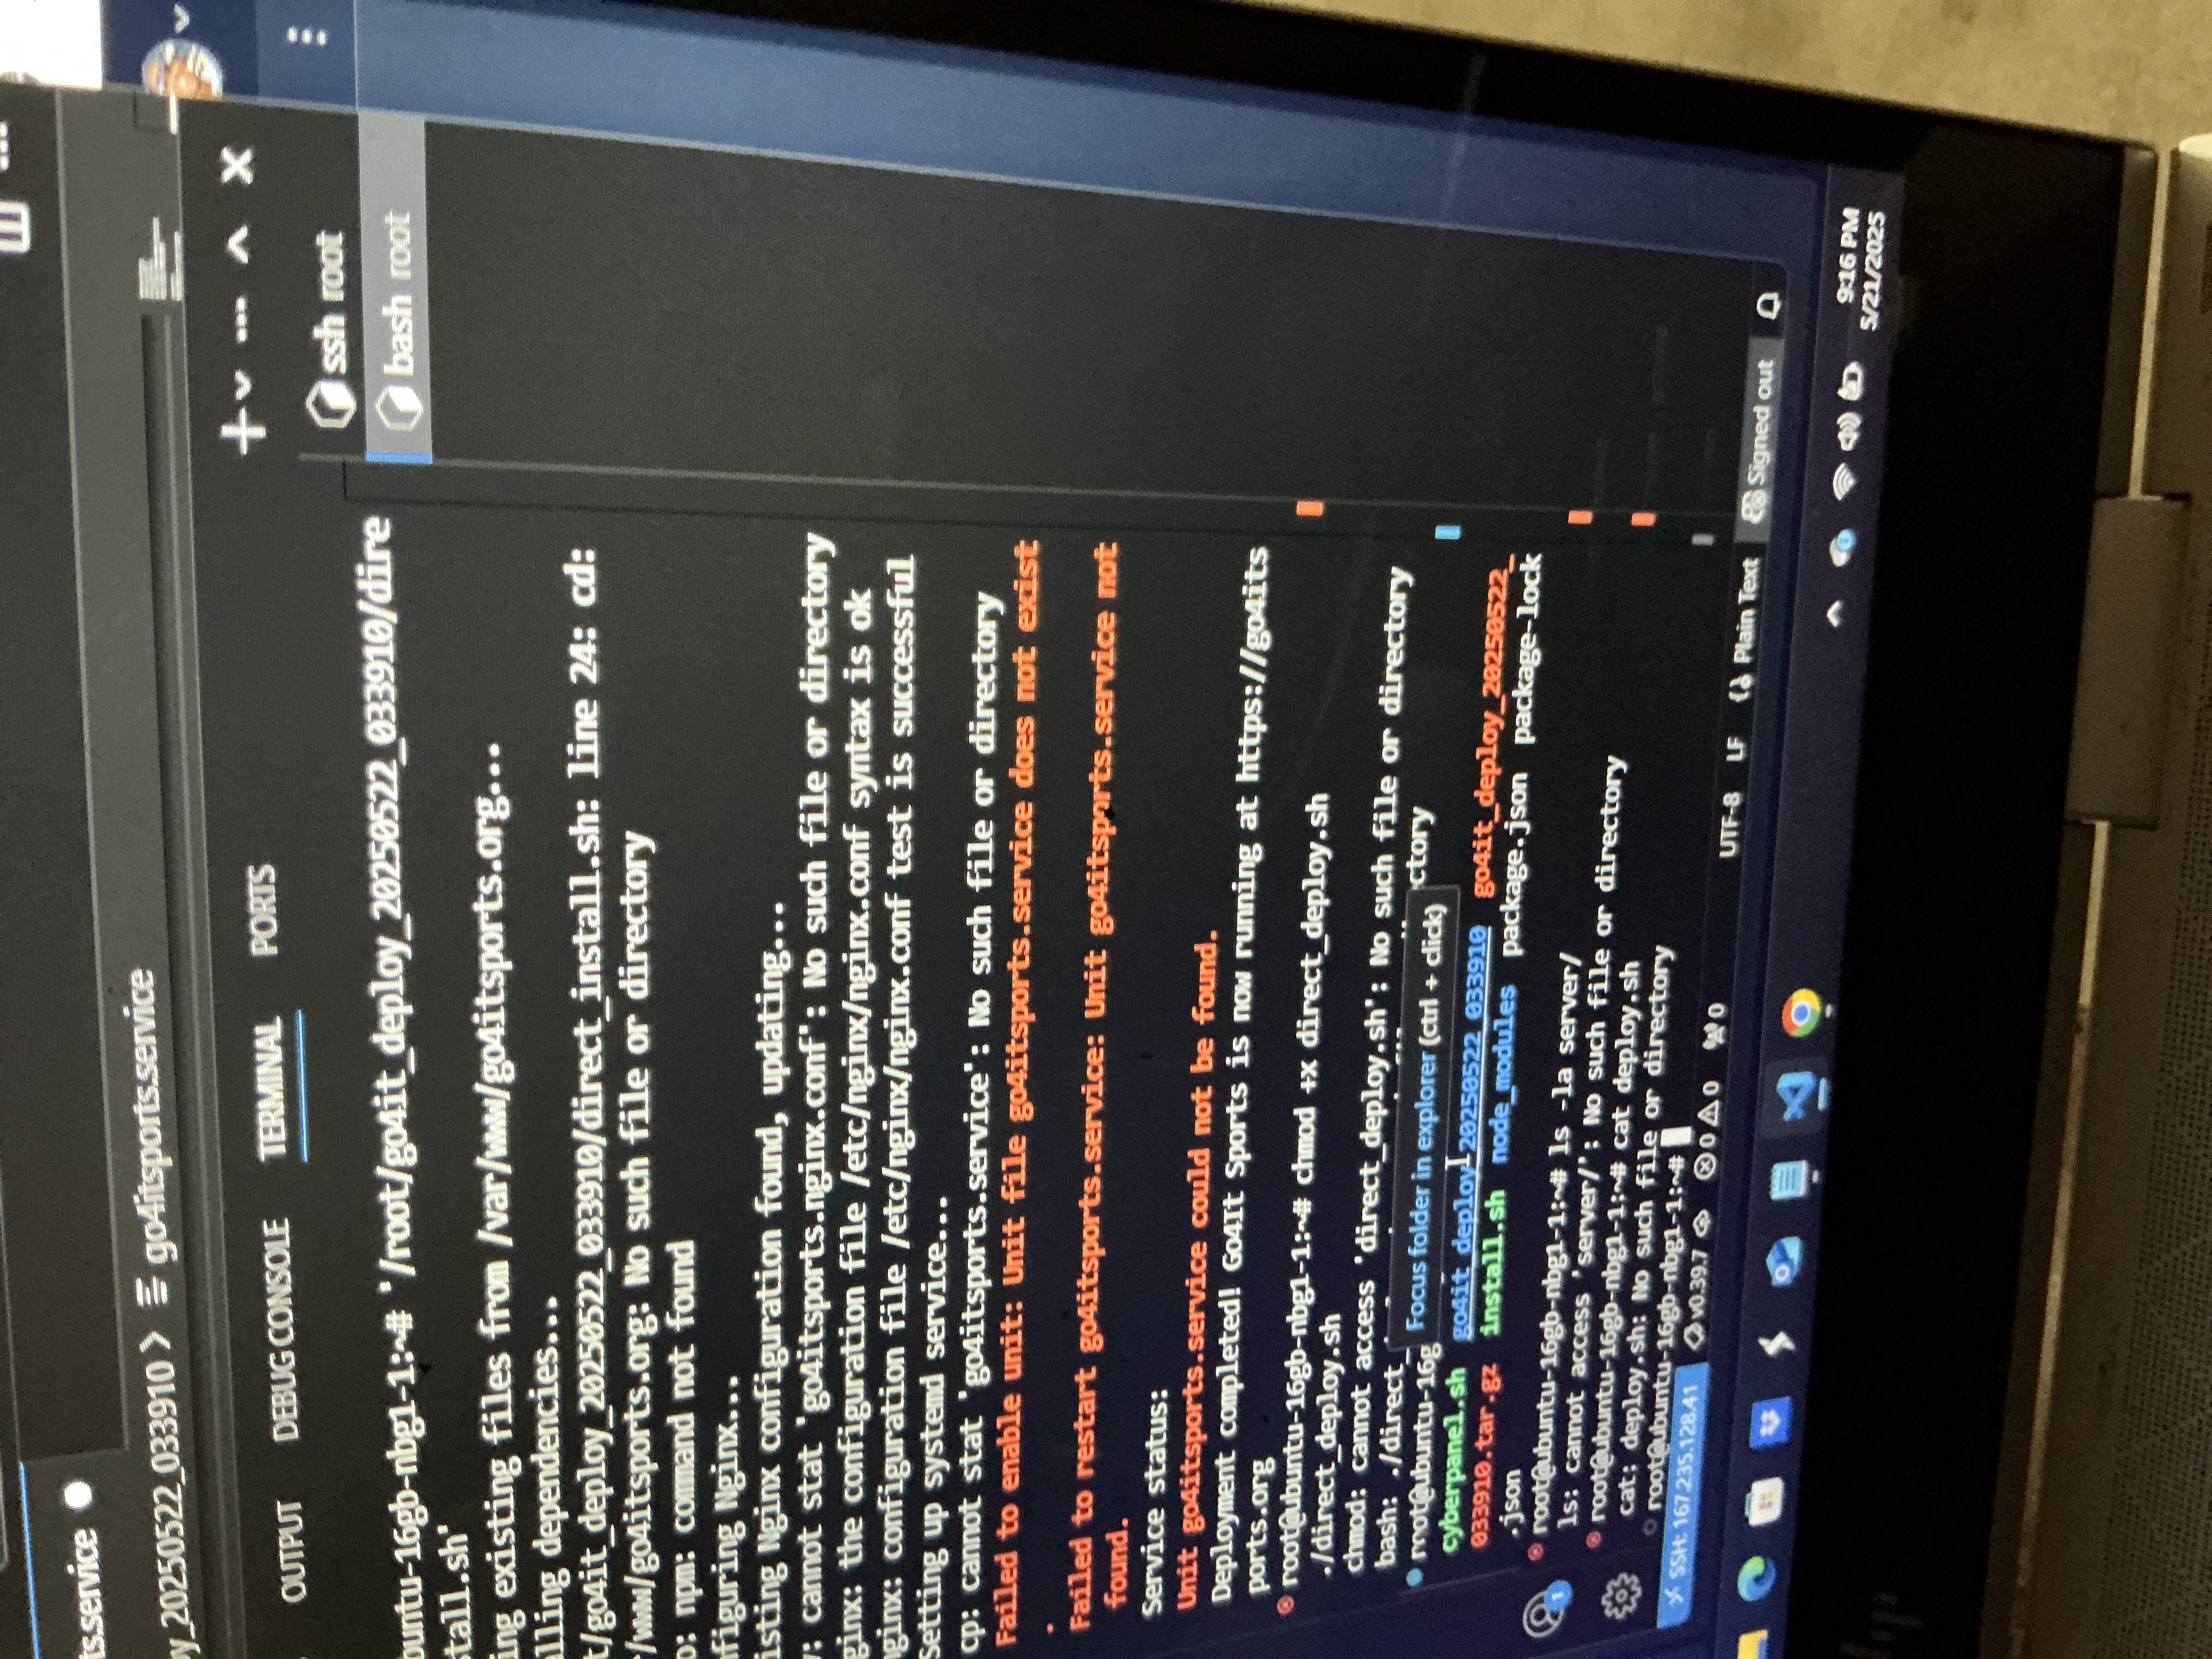 ts.service
y_20250522_033910 > go4itsports.service
OUTPUT DEBUG CONSOLE TERMINAL PORTS
ssh root
bash root
buntu-16gb-nbg1-1:~# '/root/go4it_deploy_20250522_033910/dire
stall.sh'
ing existing files from /var/www/go4itsports.org...
alling dependencies...
t/go4it_deploy_20250522_033910/direct_install.sh: line 24: cd:
r/www/go4itsports.org: No such file or directory
o: npm: command not found
nfiguring Nginx...
isting Nginx configuration found, updating...
: cannot stat 'go4itsports.nginx.conf': No such file or directory
ginx: the configuration file /etc/nginx/nginx.conf syntax is ok
nginx: configuration file /etc/nginx/nginx.conf test is successful
Setting up systemd service...
cp: cannot stat 'go4itsports.service': No such file or directory
Failed to enable unit: Unit file go4itsports.service does not exist
.
Failed to restart go4itsports.service: Unit go4itsports.service not
found.
Service status:
Unit go4itsports.service could not be found.
Deployment completed! Go4It Sports is now running at https://go4its
ports.org
root@ubuntu-16gb-nbg1-1:~# chmod +x direct_deploy.sh
./direct_deploy.sh
chmod: cannot access 'direct_deploy.sh': No such file or directory
bash: ./direct_ ctory
root@ubuntu-16g
Focus folder in explorer (ctrl + click)
cyberpanel.sh go4it_deploy_20250522_033910 go4it_deploy_20250522_
033910.tar.gz install.sh node_modules package.json package-lock
.json
root@ubuntu-16gb-nbg1-1:~# ls -la server/
ls: cannot access 'server/': No such file or directory
root@ubuntu-16gb-nbg1-1:~# cat deploy.sh
cat: deploy.sh: No such file or directory
root@ubuntu-16gb-nbg1-1:~#
1
SSH: 167.235.128.41 v0.39.7 0 0 0 UTF-8 LF Plain Text Signed out
9:16 PM
5/21/2025
hp